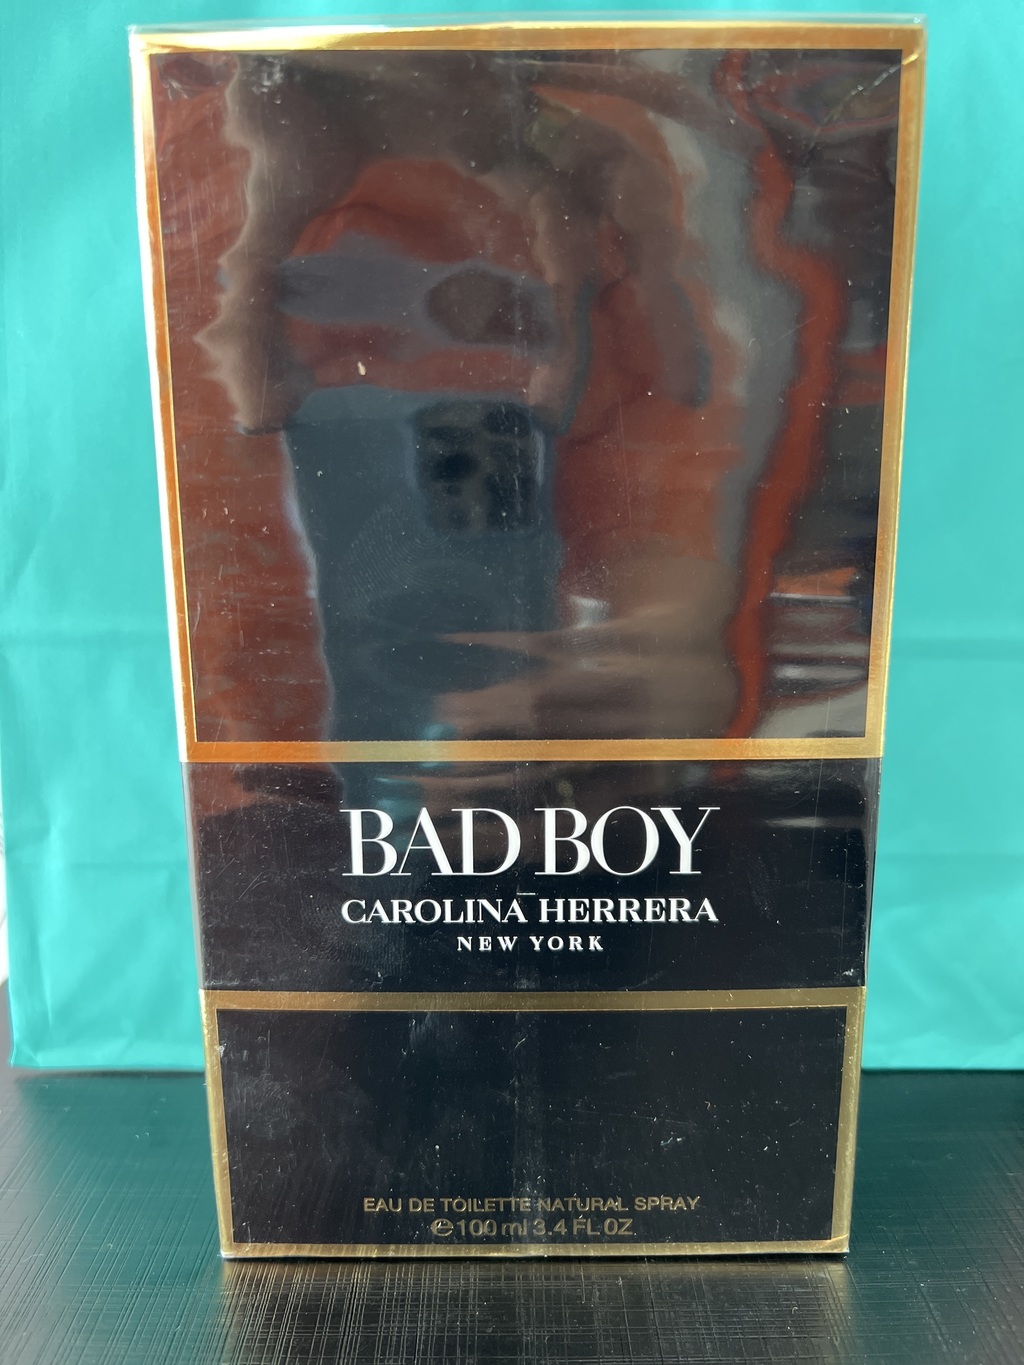 BAD BOY
CAROLINA HERRERA
NEW YORK
EAU DE TOILETTE NATURAL SPRAY
℮ 100 ml 3.4 FL OZ